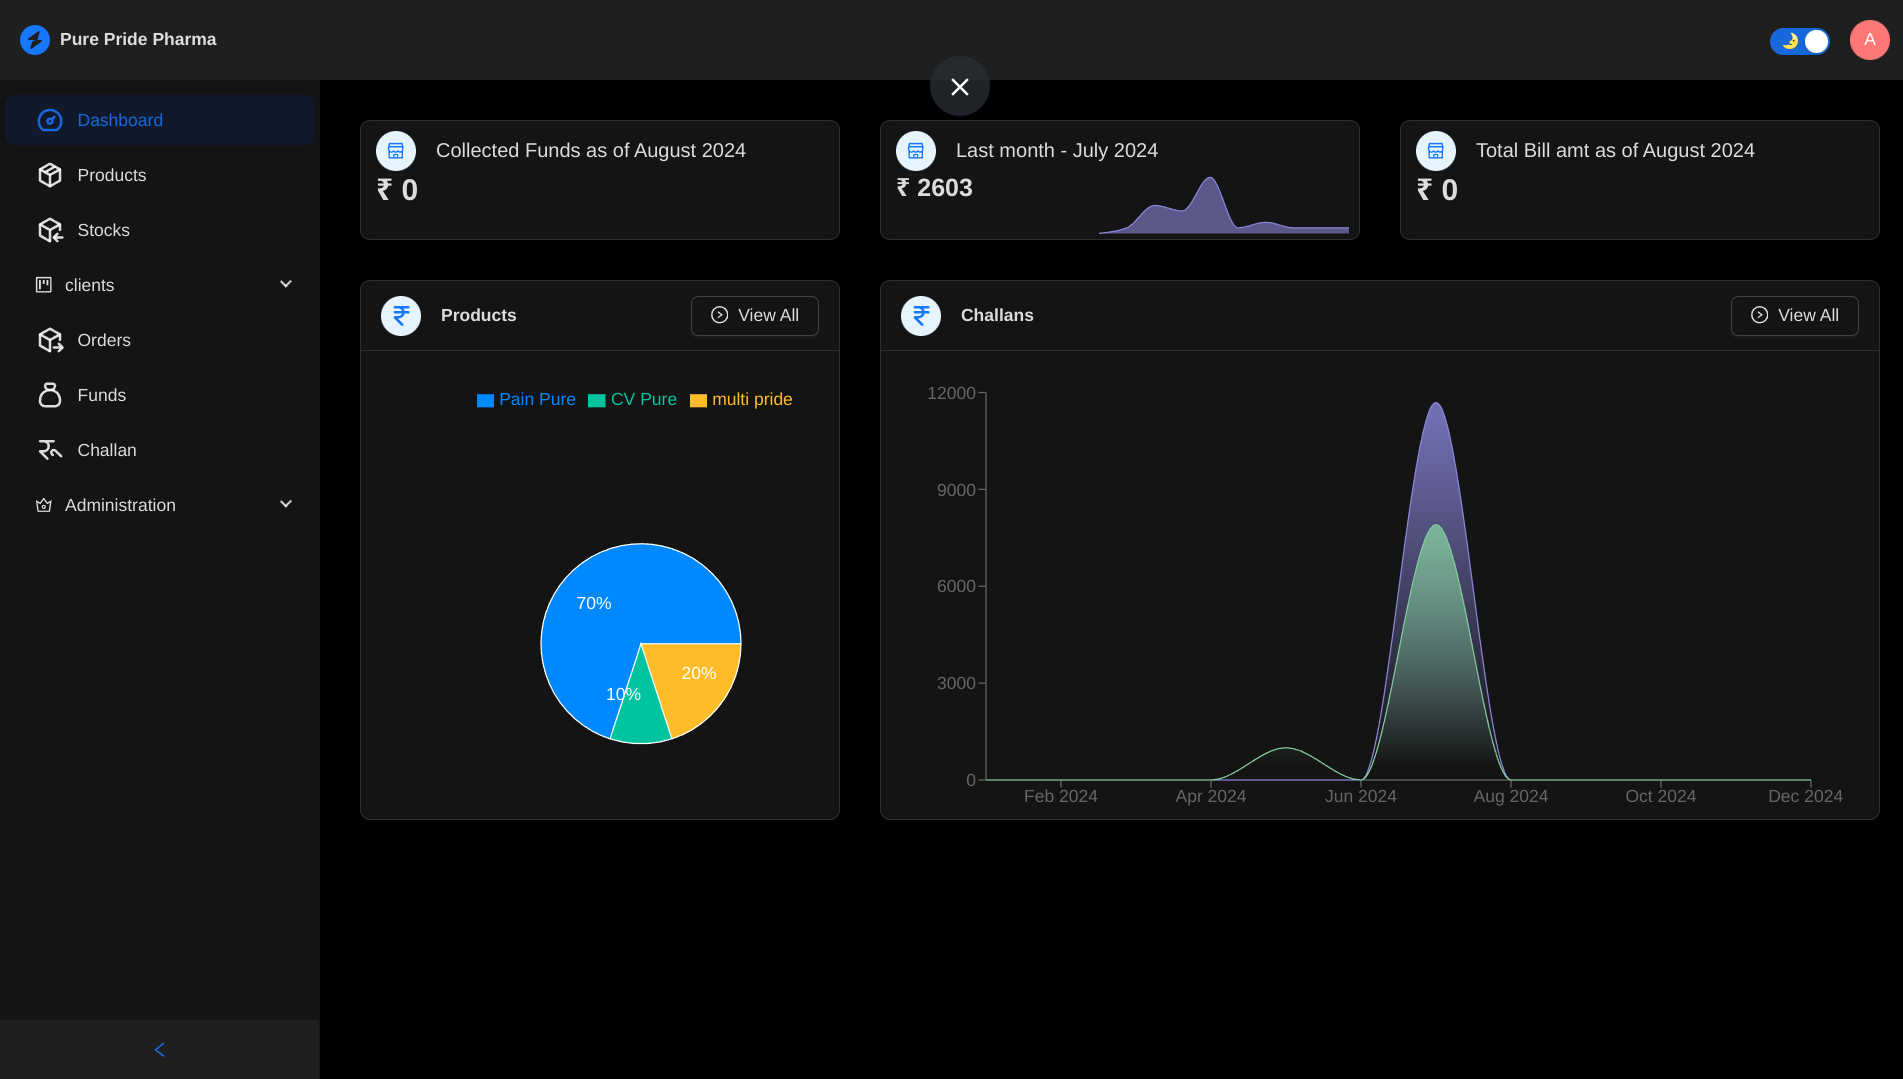 Pure Pride Pharma
A
Dashboard
Products
Stocks
clients
Orders
Funds
Challan
Administration
Collected Funds as of August 2024
₹ 0
Last month - July 2024
₹ 2603
Total Bill amt as of August 2024
₹ 0
₹ Products
View All
Pain Pure CV Pure multi pride
70%
20%
10%
₹ Challans
View All
12000
9000
6000
3000
0
Feb 2024 Apr 2024 Jun 2024 Aug 2024 Oct 2024 Dec 2024